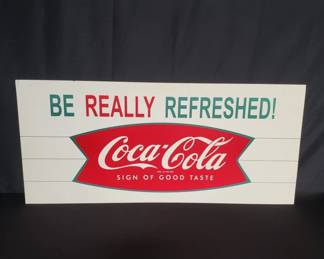 BE REALLY REFRESHED!
Coca-Cola
SIGN OF GOOD TASTE